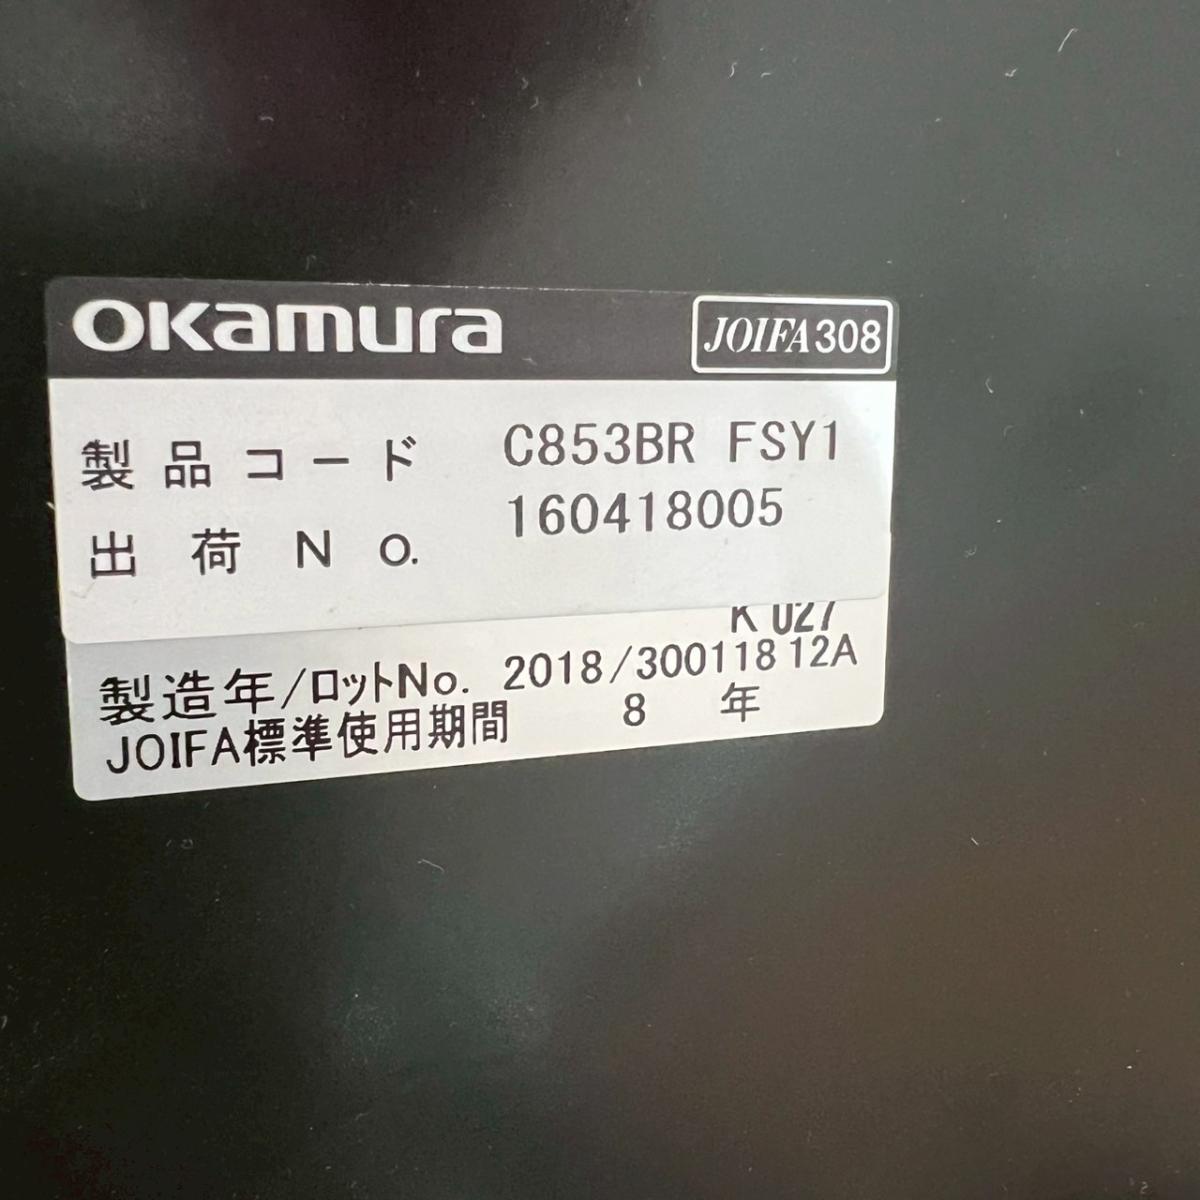 okamura
JOIFA308
製品コード C853BR FSY1
出荷No. 160418005
K 027
製造年/ロットNo. 2018/300118 12A
JOIFA標準使用期間 8 年